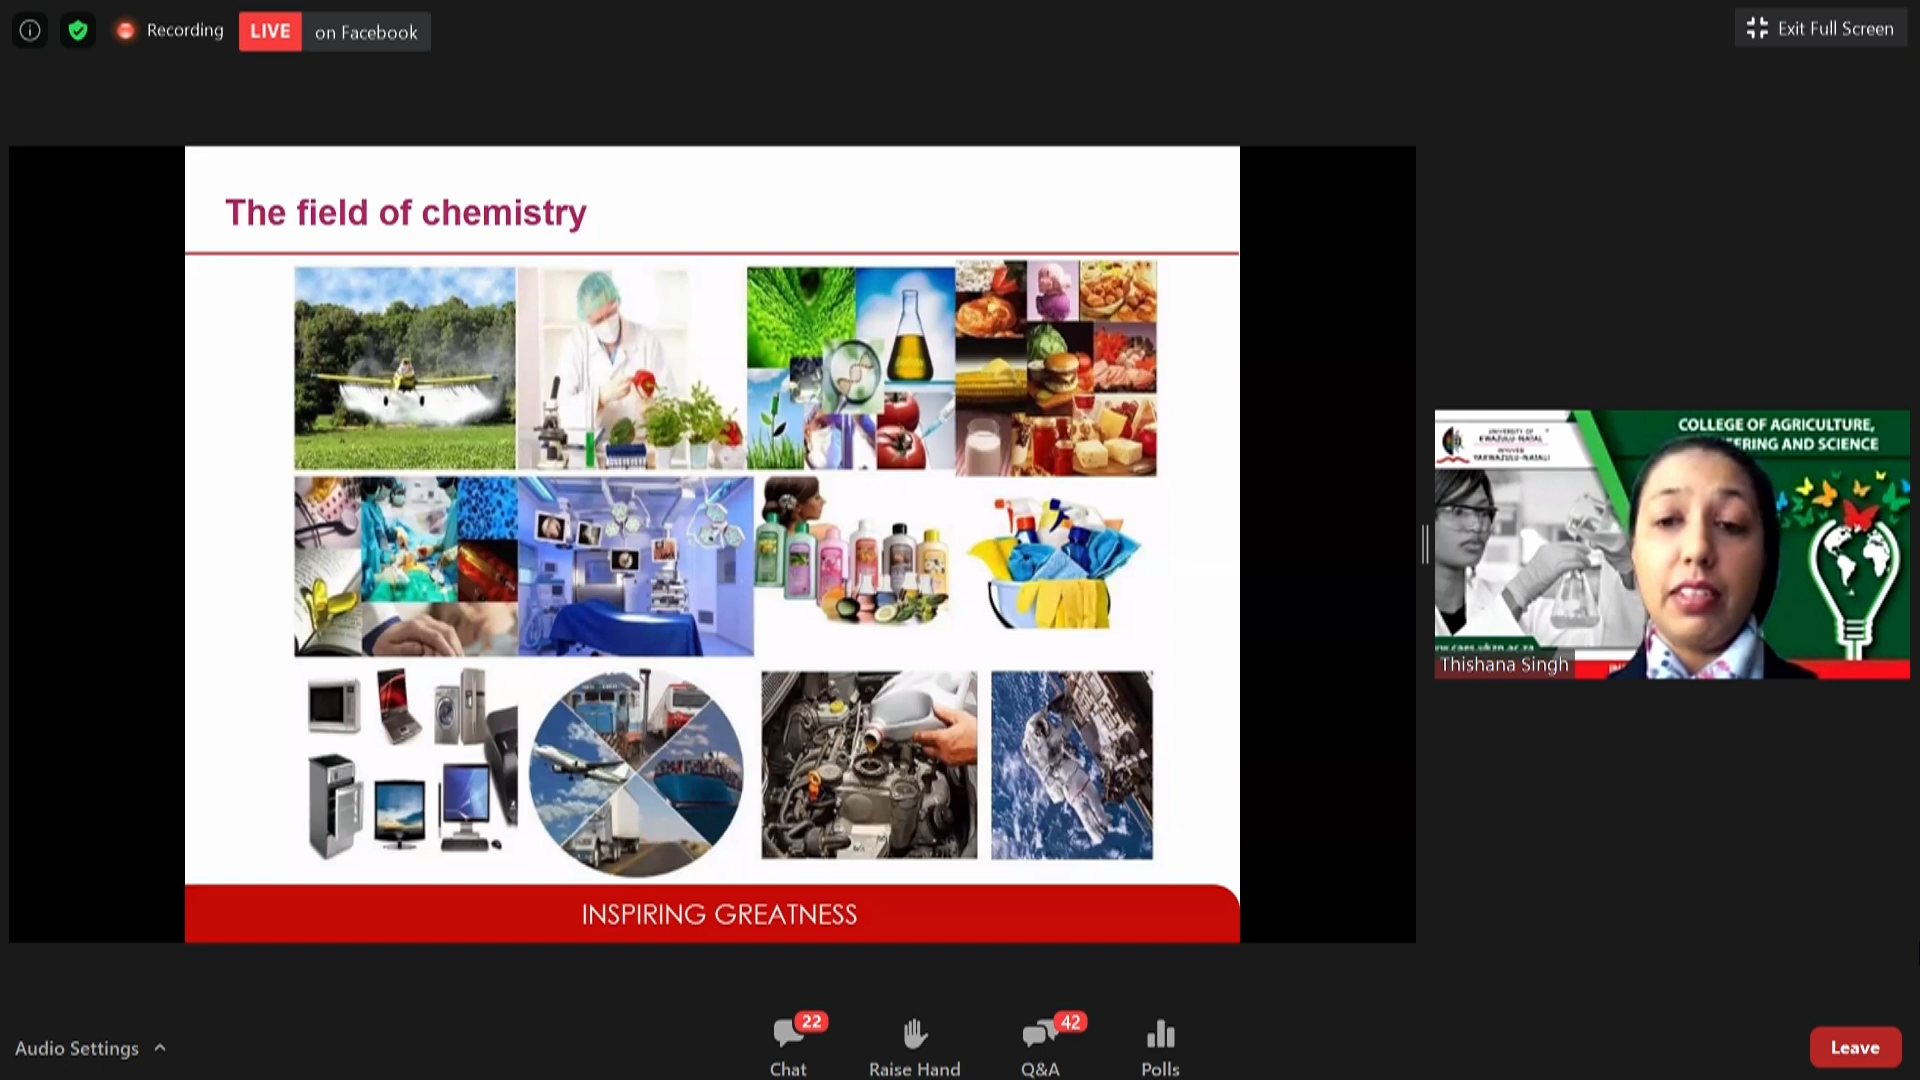 Recording
LIVE
on Facebook
Exit Full Screen
The field of chemistry
INSPIRING GREATNESS
UNIVERSITY OF
KWAZULU-NATAL
INYUVESI
YAKWAZULU-NATALI
COLLEGE OF AGRICULTURE,
ERING AND SCIENCE
Thishana Singh
Audio Settings
22
Chat
Raise Hand
42
Q&A
Polls
Leave